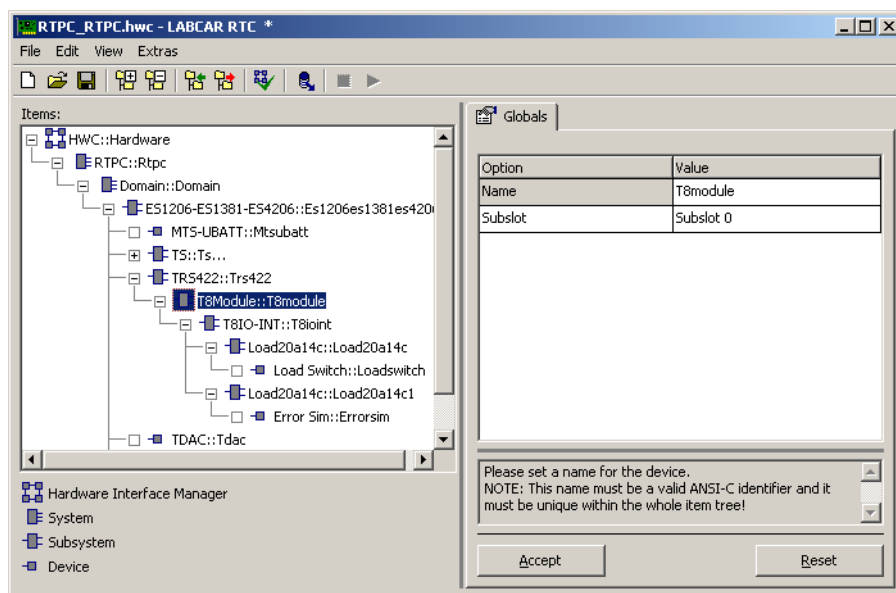 RTPC_RTPC.hwc - LABCAR RTC *
File Edit View Extras
Items:
HWC::Hardware
RTPC::Rtpc
Domain::Domain
ES1206-ES1381-ES4206::Es1206es1381es420
MTS-UBATT::Mtsubatt
TS::Ts...
TRS422::Trs422
T8Module::T8module
T8IO-INT::T8ioint
Load20a14c::Load20a14c
Load Switch::Loadswitch
Load20a14c::Load20a14c1
Error Sim::Errorsim
TDAC::Tdac
Hardware Interface Manager
System
Subsystem
Device
Globals
Option Value
Name T8module
Subslot Subslot 0
Please set a name for the device.
NOTE: This name must be a valid ANSI-C identifier and it
must be unique within the whole item tree!
Accept Reset